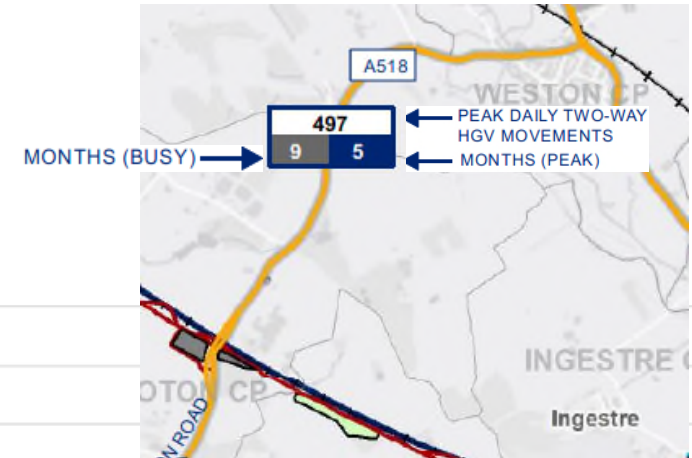 A518
WESTON CP
497
PEAK DAILY TWO-WAY
HGV MOVEMENTS
MONTHS (BUSY)
9
5
MONTHS (PEAK)
INGESTRE
OTON CP
Ingestre
ON ROAD